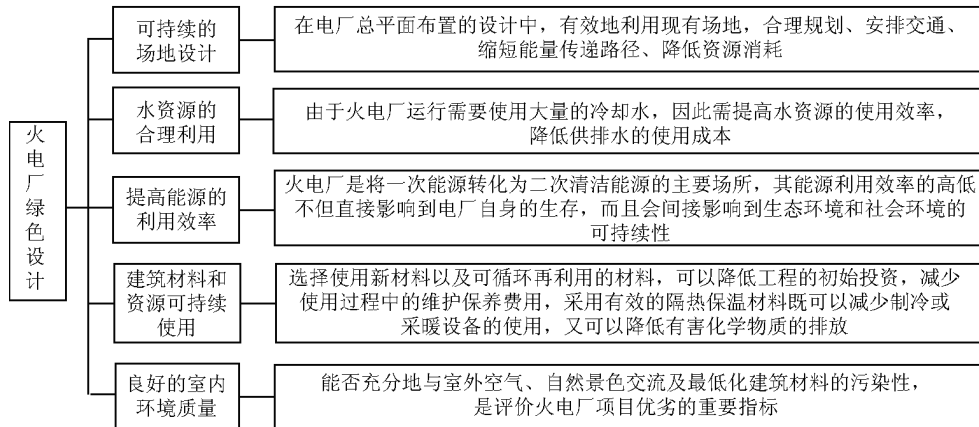 火电厂绿色设计
可持续的
场地设计
在电厂总平面布置的设计中，有效地利用现有场地，合理规划、安排交通、
缩短能量传递路径、降低资源消耗
水资源的
合理利用
由于火电厂运行需要使用大量的冷却水，因此需提高水资源的使用效率，
降低供排水的使用成本
提高能源的
利用效率
火电厂是将一次能源转化为二次清洁能源的主要场所，其能源利用效率的高低
不但直接影响到电厂自身的生存，而且会间接影响到生态环境和社会环境的
可持续性
建筑材料和
资源可持续
使用
选择使用新材料以及可循环再利用的材料，可以降低工程的初始投资，减少
使用过程中的维护保养费用，采用有效的隔热保温材料既可以减少制冷或
采暖设备的使用，又可以降低有害化学物质的排放
良好的室内
环境质量
能否充分地与室外空气、自然景色交流及最低化建筑材料的污染性，
是评价火电厂项目优劣的重要指标